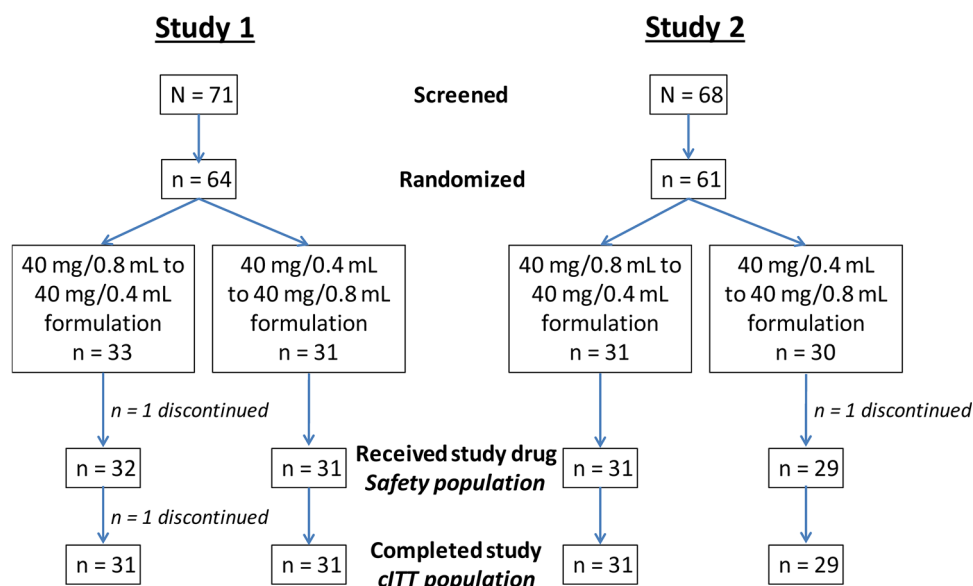 Study 1
Study 2
N = 71
Screened
N = 68
n = 64
Randomized
n = 61
40 mg/0.8 mL to
40 mg/0.4 mL
formulation
n = 33
40 mg/0.4 mL
to 40 mg/0.8 mL
formulation
n = 31
40 mg/0.8 mL to
40 mg/0.4 mL
formulation
n = 31
40 mg/0.4 mL
to 40 mg/0.8 mL
formulation
n = 30
n = 1 discontinued
n = 1 discontinued
n = 32
n = 31
Received study drug
Safety population
n = 31
n = 29
n = 1 discontinued
n = 31
n = 31
Completed study
cITT population
n = 31
n = 29